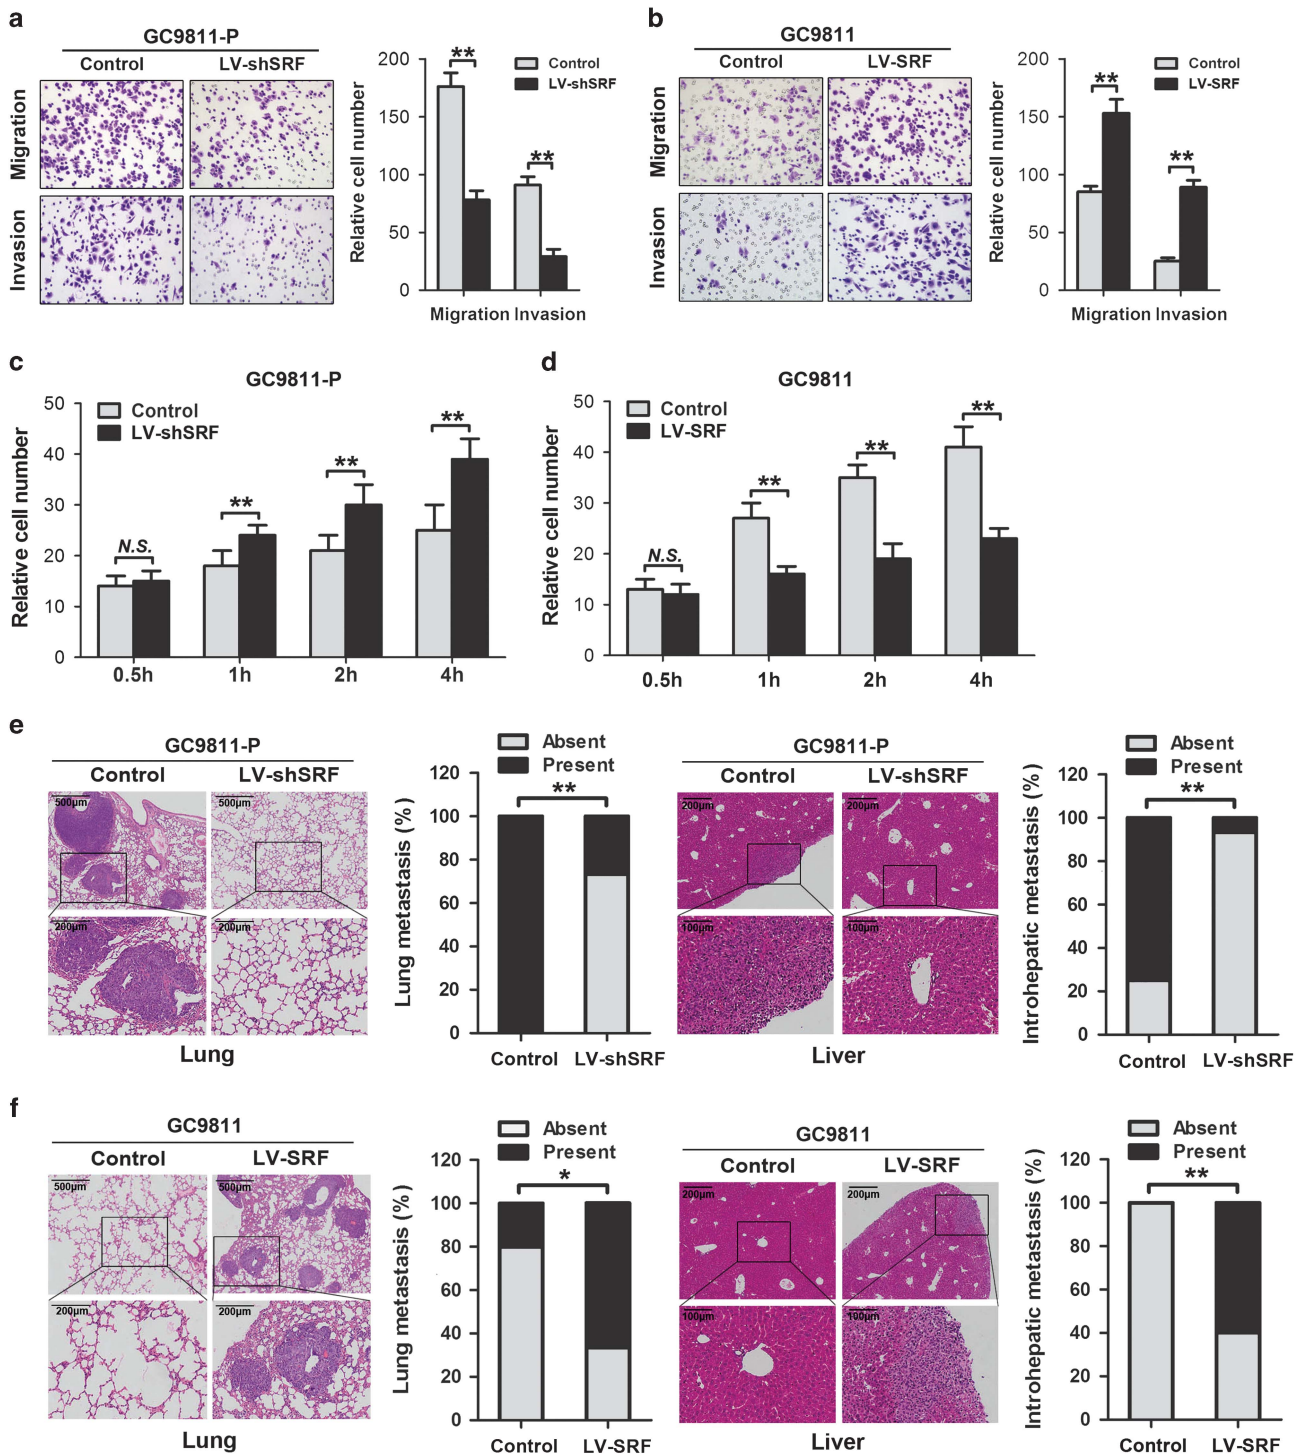 a
GC9811-P
Control LV-shSRF
Migration
Invasion
Relative cell number
200
150
100
50
0
** **
Control
LV-shSRF
Migration Invasion
b
GC9811
Control LV-SRF
Migration
Invasion
Relative cell number
200
150
100
50
0
** **
Control
LV-SRF
Migration Invasion
c
GC9811-P
Relative cell number
50
40
30
20
10
0
Control
LV-shSRF
N.S. ** ** **
0.5h 1h 2h 4h
d
GC9811
Relative cell number
50
40
30
20
10
0
Control
LV-SRF
N.S. ** ** **
0.5h 1h 2h 4h
e
GC9811-P
Control LV-shSRF
500µm 500µm
200µm 200µm
Lung
Absent
Present
Lung metastasis (%)
120
100
80
60
40
20
0
**
Control LV-shSRF
GC9811-P
Control LV-shSRF
200µm 200µm
100µm 100µm
Liver
Absent
Present
Introhepatic metastasis (%)
120
100
80
60
40
20
0
**
Control LV-shSRF
f
GC9811
Control LV-SRF
500µm 500µm
200µm 200µm
Lung
Absent
Present
Lung metastasis (%)
120
100
80
60
40
20
0
*
Control LV-SRF
GC9811
Control LV-SRF
200µm 200µm
100µm 100µm
Liver
Absent
Present
Introhepatic metastasis (%)
120
100
80
60
40
20
0
**
Control LV-SRF